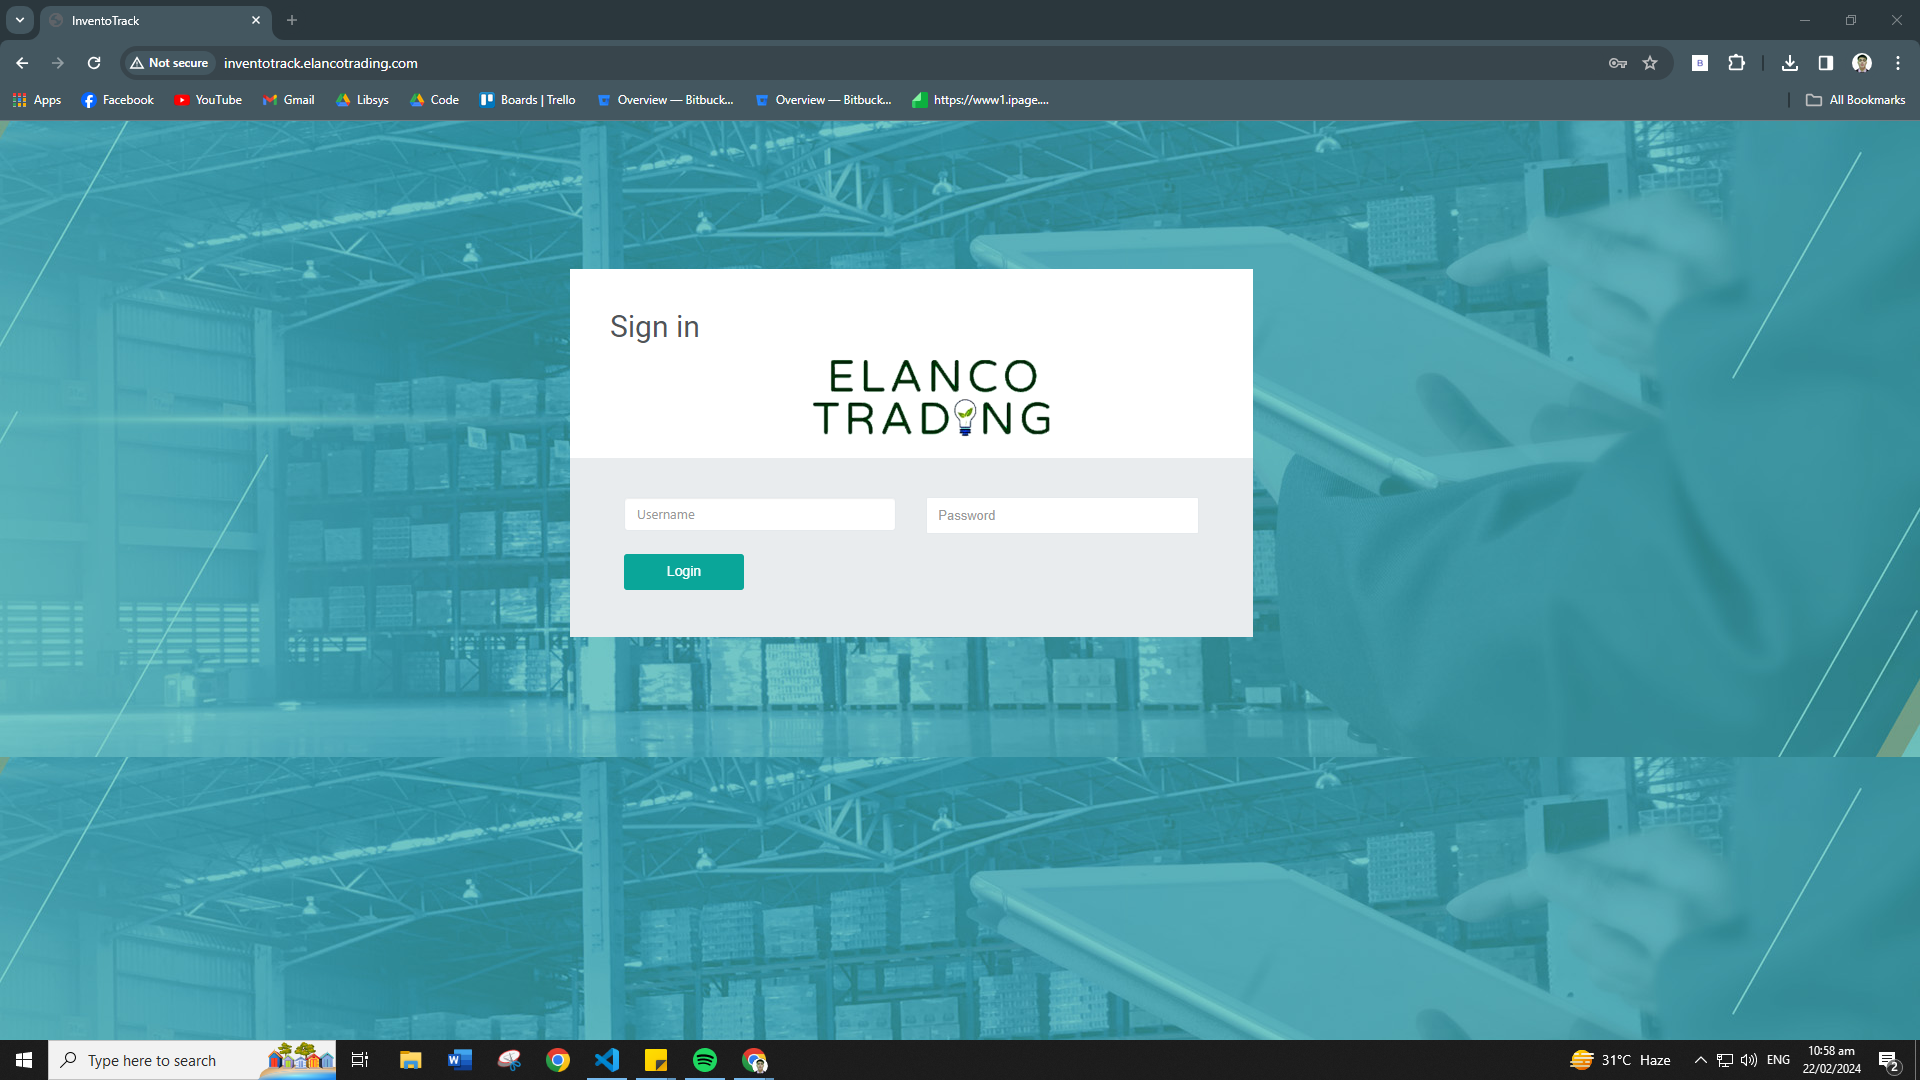 InventoTrack
Not secure
inventotrack.elancotrading.com
Apps
Facebook
YouTube
Gmail
Libsys
Code
Boards | Trello
Overview — Bitbuck...
Overview — Bitbuck...
https://www1.ipage....
All Bookmarks
Sign in
ELANCO
TRADING
Username
Password
Login
Type here to search
31°C Haze
ENG
10:58 am
22/02/2024
2